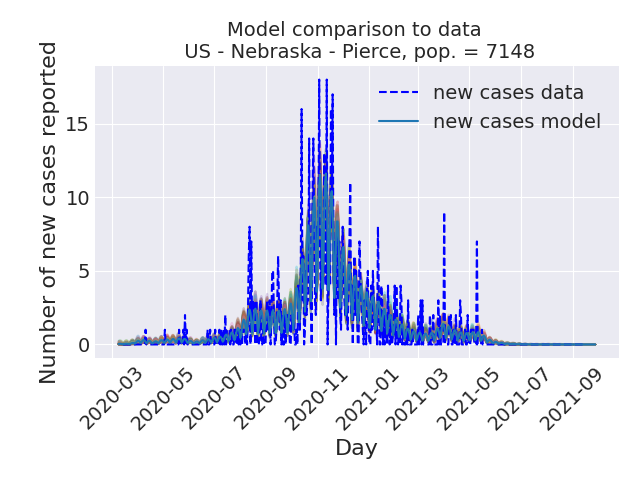 Model comparison to data
US - Nebraska - Pierce, pop. = 7148
Number of new cases reported
new cases data
new cases model
15
10
5
0
2020-03
2020-05
2020-07
2020-09
2020-11
2021-01
2021-03
2021-05
2021-07
2021-09
Day